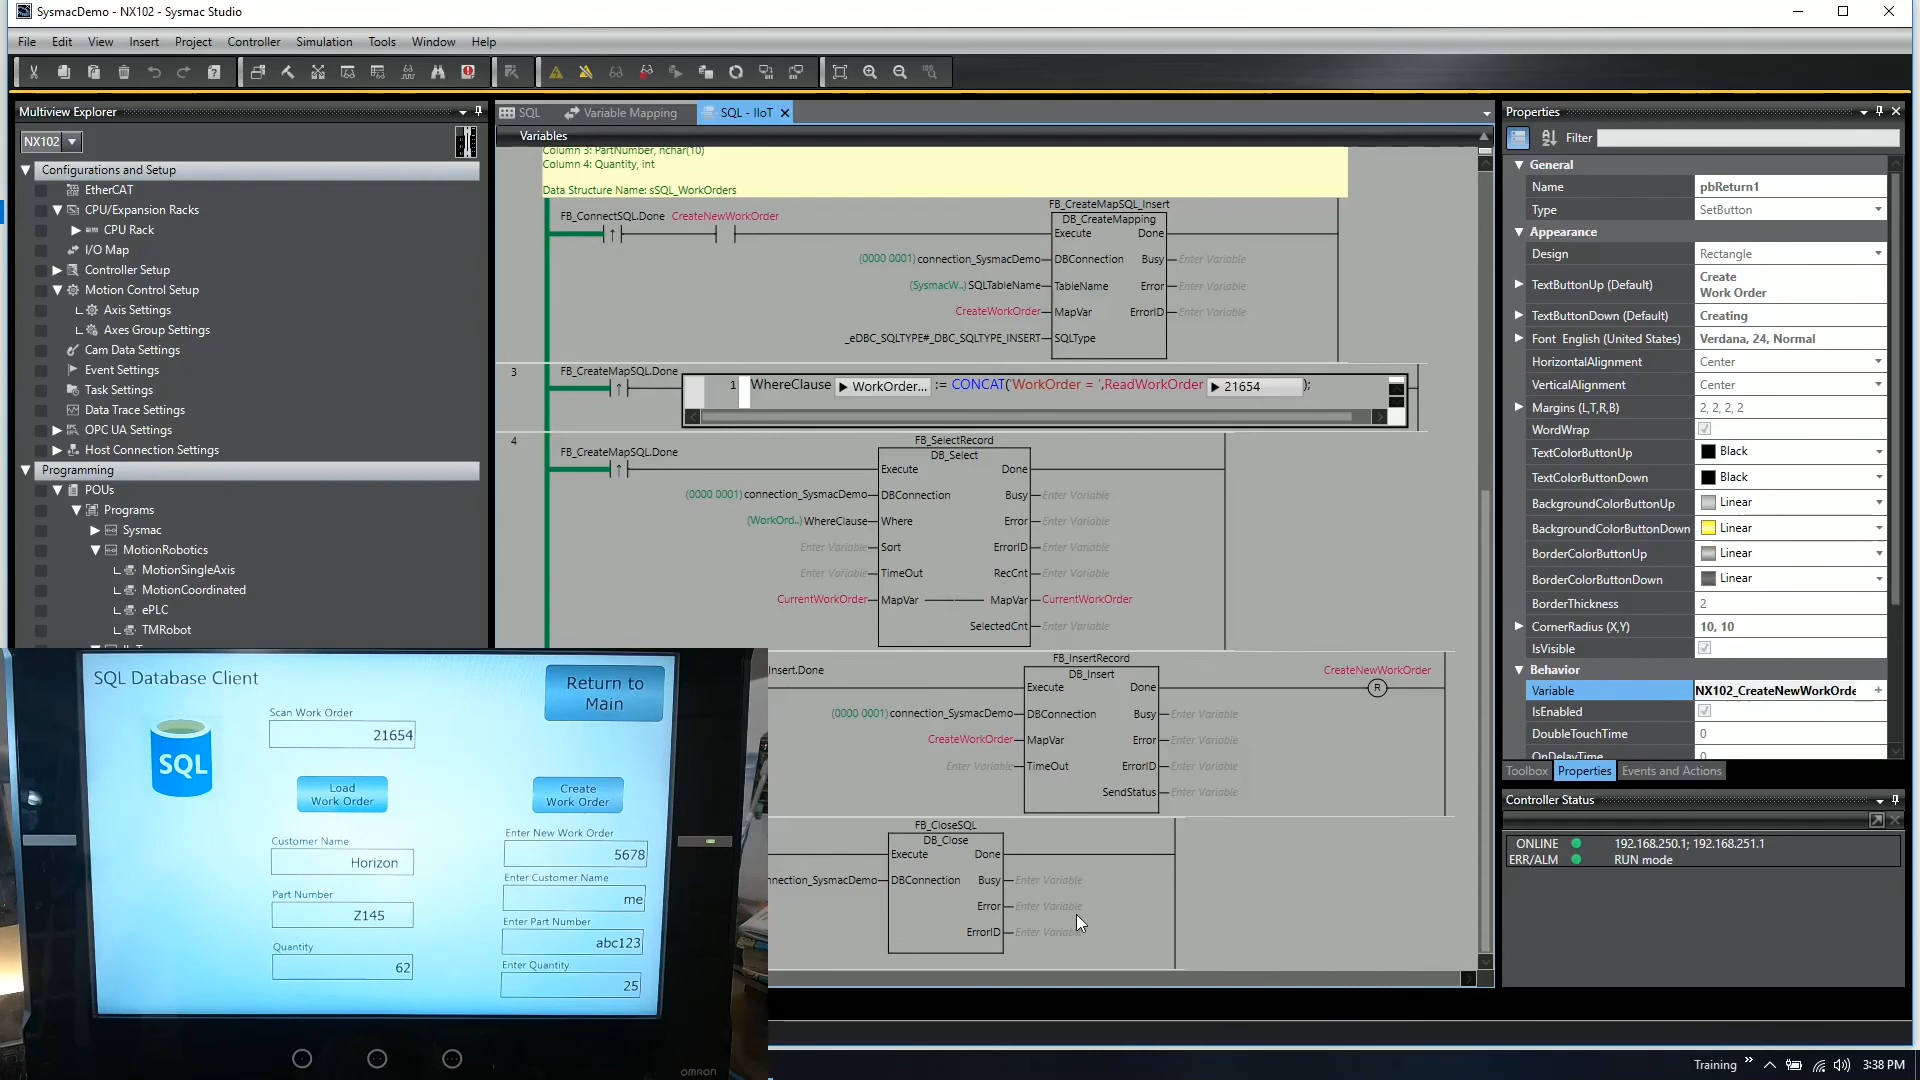 SysmacDemo - NX102 - Sysmac Studio
File Edit View Insert Project Controller Simulation Tools Window Help
Multiview Explorer
NX102
Configurations and Setup
EtherCAT
CPU/Expansion Racks
CPU Rack
I/O Map
Controller Setup
Motion Control Setup
Axis Settings
Axes Group Settings
Cam Data Settings
Event Settings
Task Settings
Data Trace Settings
OPC UA Settings
Host Connection Settings
Programming
POUs
Programs
Sysmac
MotionRobotics
MotionSingleAxis
MotionCoordinated
ePLC
TMRobot
SQL Variable Mapping SQL - IIoT
Variables
Column 3: PartNumber, nchar(10)
Column 4: Quantity, int
Data Structure Name: sSQL_WorkOrders
FB_CreateMapSQL_Insert
FB_ConnectSQL.Done CreateNewWorkOrder DB_CreateMapping
Execute Done
(0000 0001) connection_SysmacDemo DBConnection Busy Enter Variable
(SysmacW..) SQLTableName TableName Error Enter Variable
CreateWorkOrder MapVar ErrorID Enter Variable
_eDBC_SQLTYPE#_DBC_SQLTYPE_INSERT SQLType
3
FB_CreateMapSQL.Done
1 WhereClause WorkOrder... := CONCAT('WorkOrder = ',ReadWorkOrder 21654 );
4
FB_SelectRecord
FB_CreateMapSQL.Done DB_Select
Execute Done
(0000 0001) connection_SysmacDemo DBConnection Busy Enter Variable
(WorkOrd..) WhereClause Where Error Enter Variable
Enter Variable Sort ErrorID Enter Variable
Enter Variable TimeOut RecCnt Enter Variable
CurrentWorkOrder MapVar MapVar CurrentWorkOrder
SelectedCnt Enter Variable
FB_InsertRecord
Insert.Done DB_Insert CreateNewWorkOrder
Execute Done R
(0000 0001) connection_SysmacDemo DBConnection Busy Enter Variable
CreateWorkOrder MapVar Error Enter Variable
Enter Variable TimeOut ErrorID Enter Variable
SendStatus Enter Variable
FB_CloseSQL
DB_Close
Execute Done
nnection_SysmacDemo DBConnection Busy Enter Variable
Error Enter Variable
ErrorID Enter Variable
Properties
Filter
General
Name pbReturn1
Type SetButton
Appearance
Design Rectangle
TextButtonUp (Default) Create
Work Order
TextButtonDown (Default) Creating
Font English (United States) Verdana, 24, Normal
HorizontalAlignment Center
VerticalAlignment Center
Margins (L,T,R,B) 2, 2, 2, 2
WordWrap
TextColorButtonUp Black
TextColorButtonDown Black
BackgroundColorButtonUp Linear
BackgroundColorButtonDown Linear
BorderColorButtonUp Linear
BorderColorButtonDown Linear
BorderThickness 2
CornerRadius (X,Y) 10, 10
IsVisible
Behavior
Variable NX102_CreateNewWorkOrde
IsEnabled
DoubleTouchTime 0
OnDelayTime 0
Toolbox Properties Events and Actions
Controller Status
ONLINE 192.168.250.1; 192.168.251.1
ERR/ALM RUN mode
SQL Database Client
Return to
Main
SQL
Scan Work Order
21654
Load
Work Order
Customer Name
Horizon
Part Number
Z145
Quantity
62
Create
Work Order
Enter New Work Order
5678
Enter Customer Name
me
Enter Part Number
abc123
Enter Quantity
25
OMRON
Training
3:38 PM